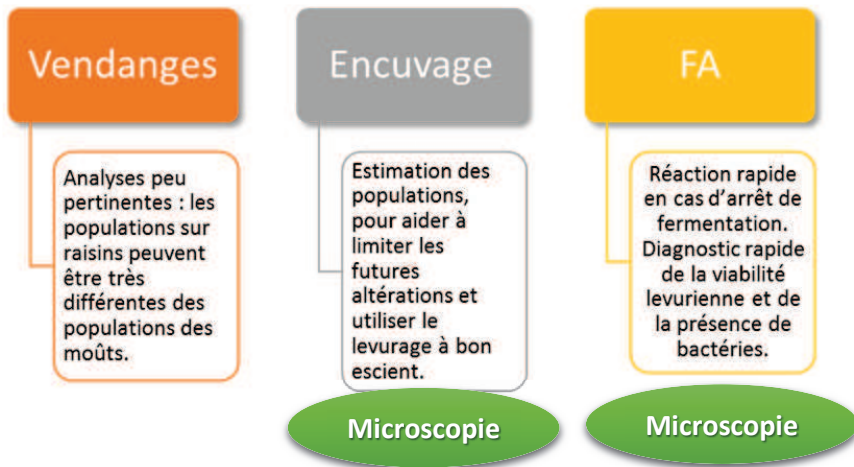 Vendanges
Analyses peu
pertinentes : les
populations sur
raisins peuvent
être très
différentes des
populations des
moûts.
Encuvage
Estimation des
populations,
pour aider à
limiter les
futures
altérations et
utiliser le
levurage à bon
escient.
Microscopie
FA
Réaction rapide
en cas d’arrêt de
fermentation.
Diagnostic rapide
de la viabilité
levurienne et de
la présence de
bactéries.
Microscopie